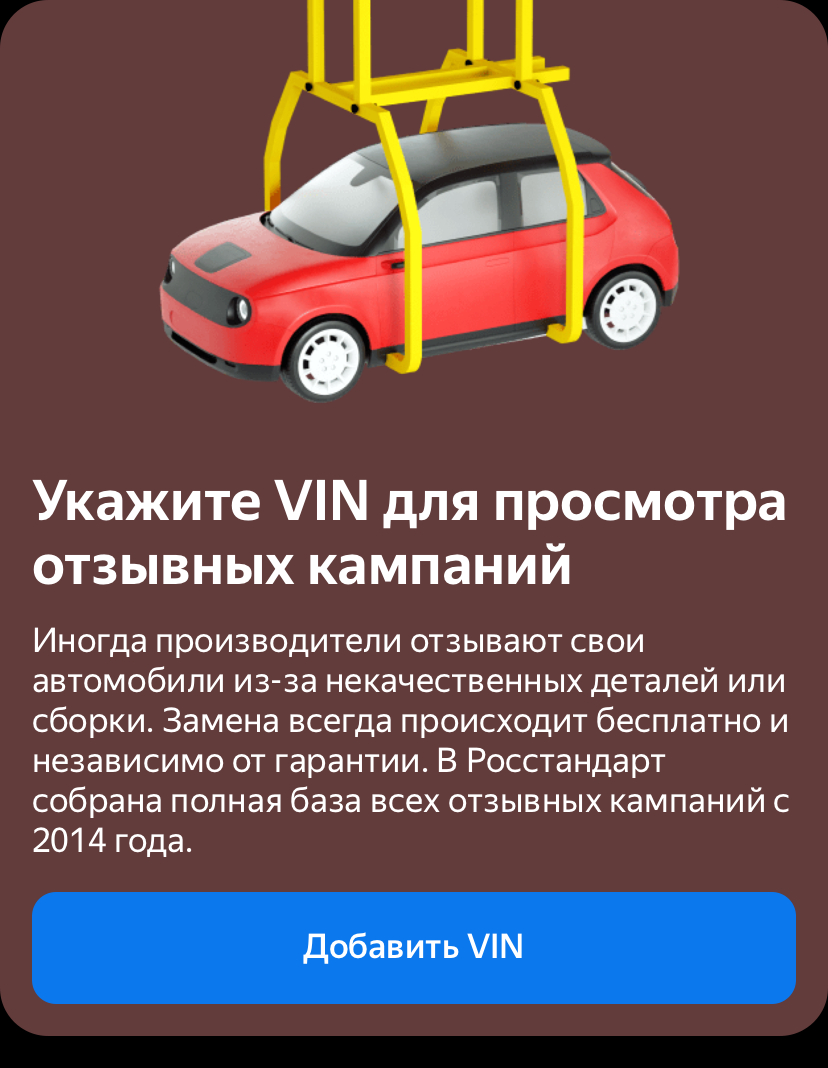 Укажите VIN для просмотра
отзывных кампаний
Иногда производители отзывают свои
автомобили из-за некачественных деталей или
сборки. Замена всегда происходит бесплатно и
независимо от гарантии. В Росстандарт
собрана полная база всех отзывных кампаний с
2014 года.
Добавить VIN